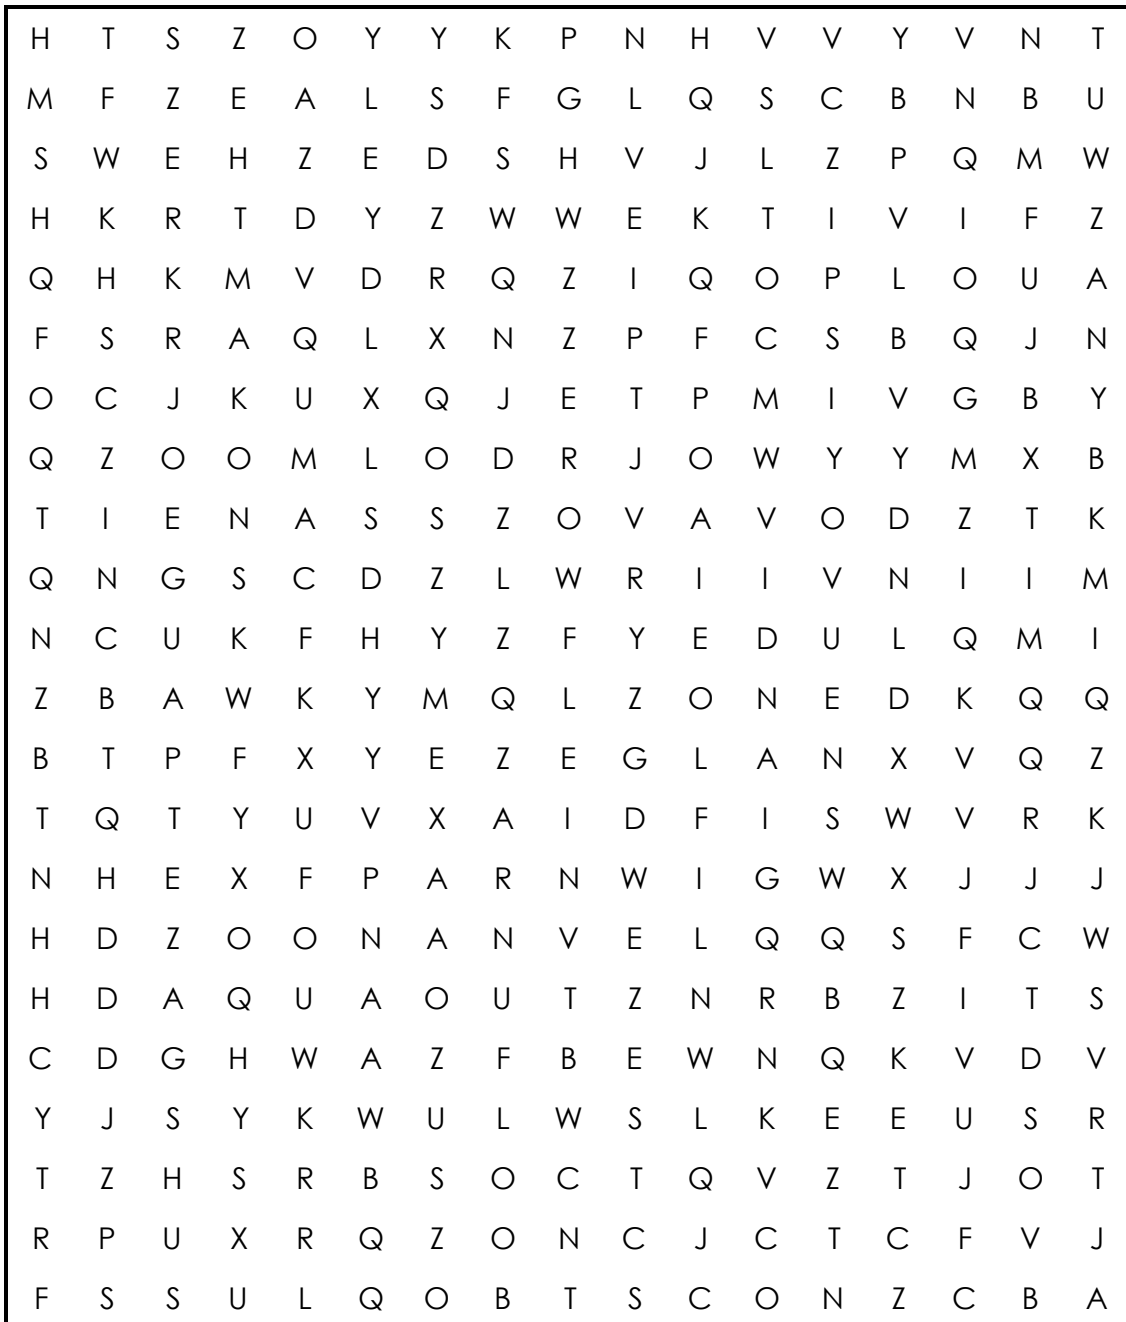 H T S Z O Y Y K P N H V V Y V N T
M F Z E A L S F G L Q S C B N B U
S W E H Z E D S H V J L Z P Q M W
H K R T D Y Z W W E K T I V I F Z
Q H K M V D R Q Z I Q O P L O U A
F S R A Q L X N Z P F C S B Q J N
O C J K U X Q J E T P M I V G B Y
Q Z O O M L O D R J O W Y Y M X B
T I E N A S S Z O V A V O D Z T K
Q N G S C D Z L W R I I V N I I M
N C U K F H Y Z F Y E D U L Q M I
Z B A W K Y M Q L Z O N E D K Q Q
B T P F X Y E Z E G L A N X V Q Z
T Q T Y U V X A I D F I S W V R K
N H E X F P A R N W I G W X J J J
H D Z O O N A N V E L Q Q S F C W
H D A Q U A O U T Z N R B Z I T S
C D G H W A Z F B E W N Q K V D V
Y J S Y K W U L W S L K E E U S R
T Z H S R B S O C T Q V Z T J O T
R P U X R Q Z O N C J C T C F V J
F S S U L Q O B T S C O N Z C B A